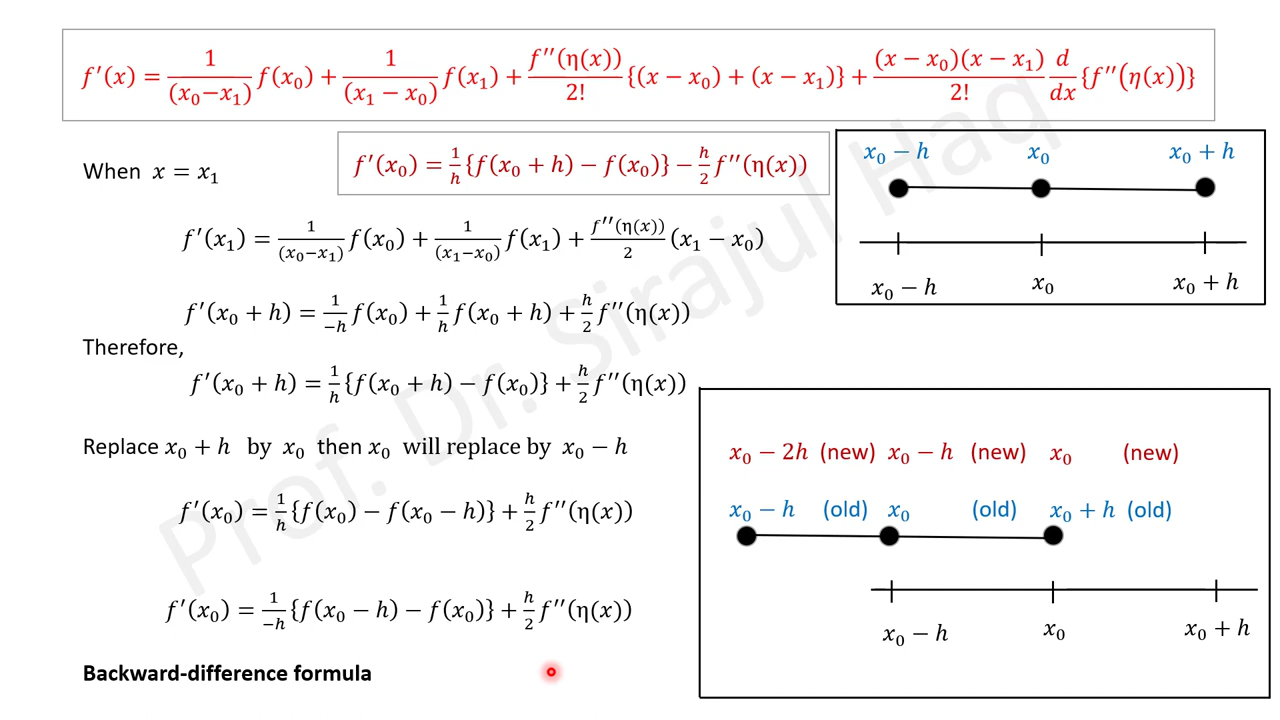 f′(x) = 1/(x₀−x₁) f(x₀) + 1/(x₁ − x₀) f(x₁) + f′′(η(x))/2! {(x − x₀) + (x − x₁)} + (x − x₀)(x − x₁)/2! d/dx {f′′(η(x))}
When x = x₁
f′(x₀) = 1/h {f(x₀ + h) − f(x₀)} − h/2 f′′(η(x))
x₀ − h x₀ x₀ + h
x₀ − h x₀ x₀ + h
f′(x₁) = 1/(x₀−x₁) f(x₀) + 1/(x₁−x₀) f(x₁) + f′′(η(x))/2 (x₁ − x₀)
f′(x₀ + h) = 1/−h f(x₀) + 1/h f(x₀ + h) + h/2 f′′(η(x))
Therefore,
f′(x₀ + h) = 1/h {f(x₀ + h) − f(x₀)} + h/2 f′′(η(x))
Replace x₀ + h by x₀ then x₀ will replace by x₀ − h
f′(x₀) = 1/h {f(x₀) − f(x₀ − h)} + h/2 f′′(η(x))
f′(x₀) = 1/−h {f(x₀ − h) − f(x₀)} + h/2 f′′(η(x))
Backward-difference formula
x₀ − 2h (new) x₀ − h (new) x₀ (new)
x₀ − h (old) x₀ (old) x₀ + h (old)
x₀ − h x₀ x₀ + h
Prof. Dr. Sirajul Haq